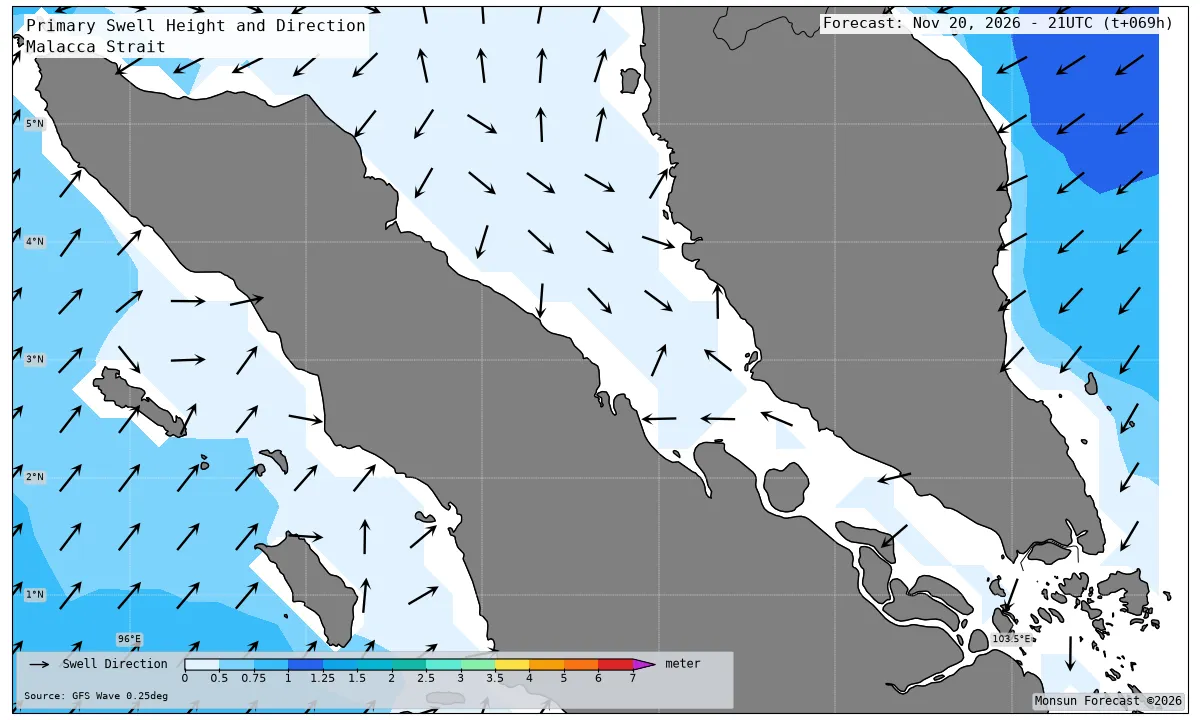 Primary Swell Height and Direction
Malacca Strait
Forecast: Nov 20, 2026 - 21UTC (t+069h)
5°N
4°N
3°N
2°N
1°N
96°E
103.5°E
Swell Direction
0 0.5 0.75 1 1.25 1.5 2 2.5 3 3.5 4 5 6 7
meter
Source: GFS Wave 0.25deg
Monsun Forecast ©2026